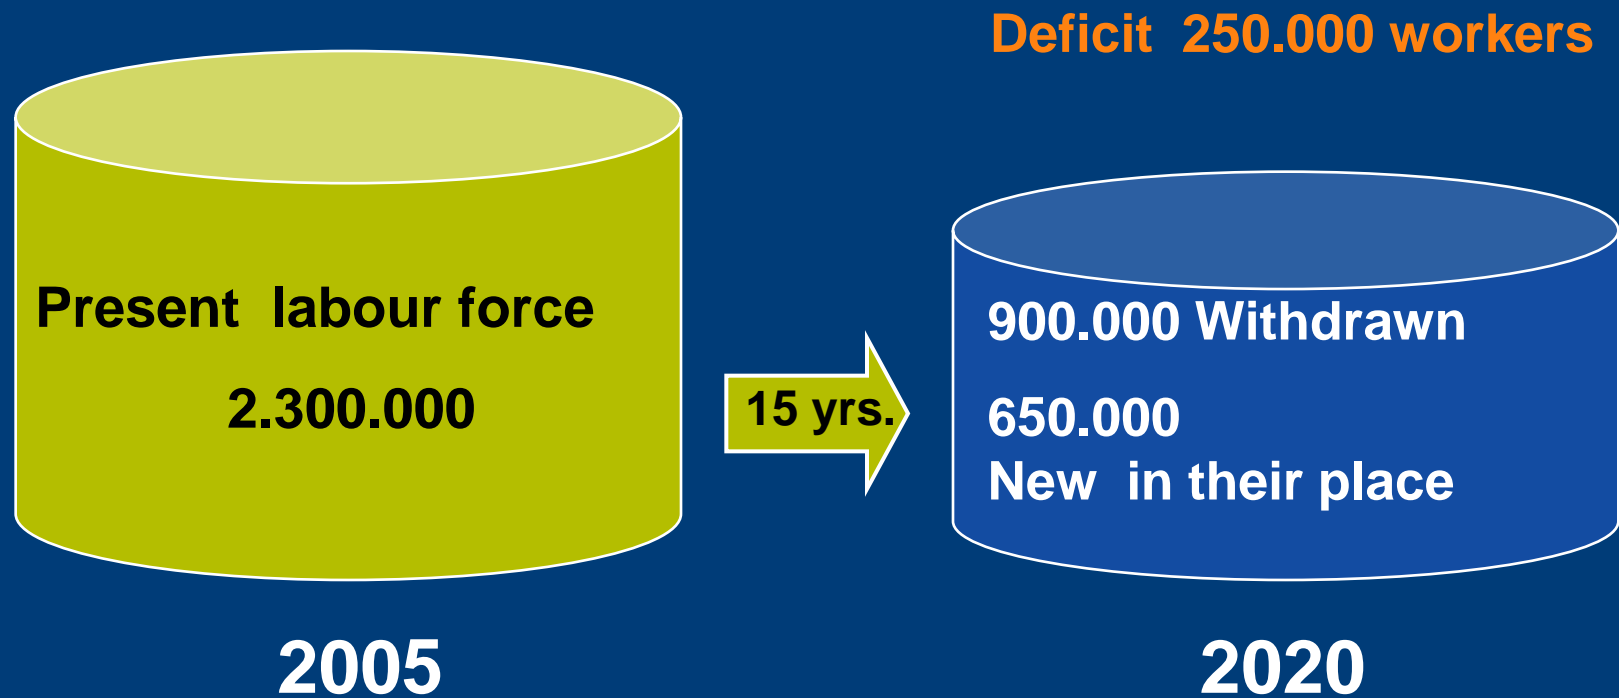 Deficit 250.000 workers
Present labour force
2.300.000
15 yrs.
900.000 Withdrawn
650.000
New in their place
2005
2020